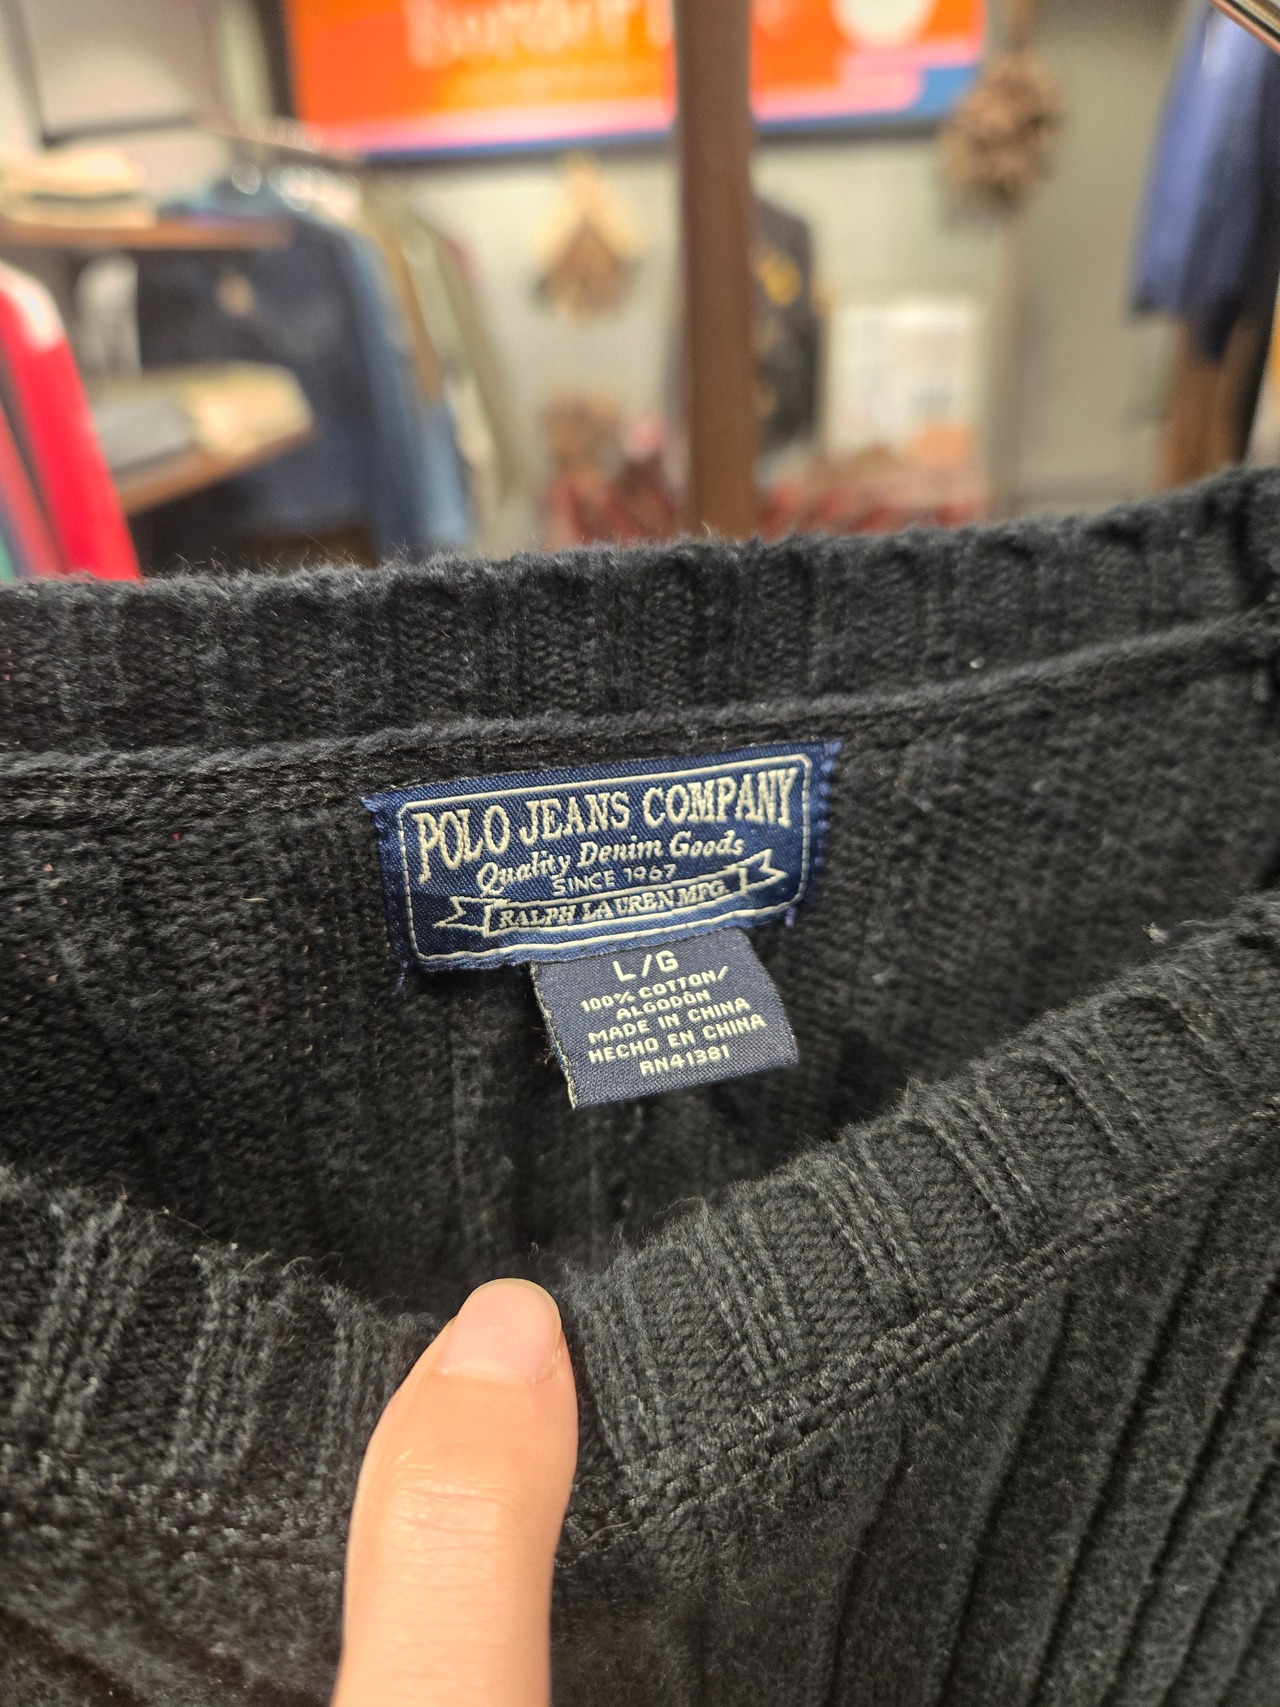 POLO JEANS COMPANY
Quality Denim Goods
SINCE 1967
RALPH LAUREN MFG.
L/G
100% COTTON/
ALGODÓN
MADE IN CHINA
HECHO EN CHINA
RN41381